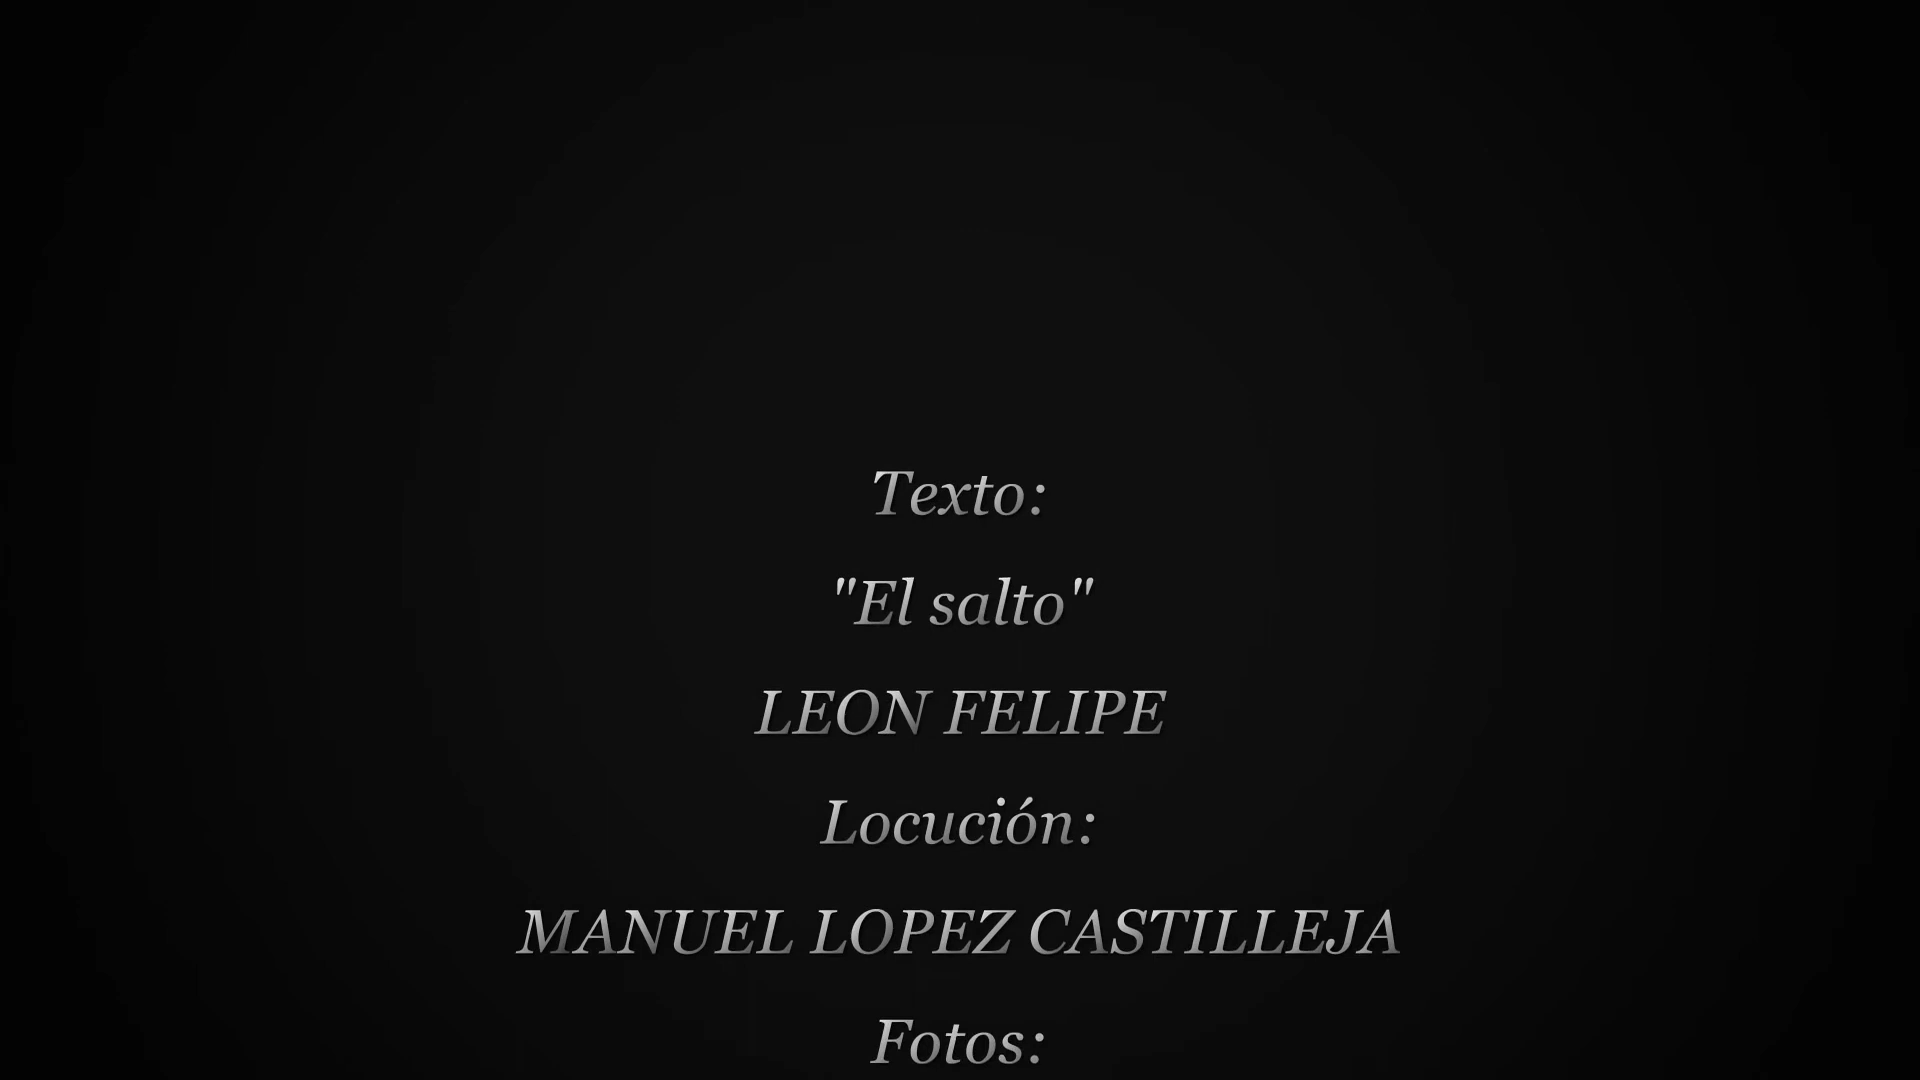 Texto:
"El salto"
LEON FELIPE
Locución:
MANUEL LOPEZ CASTILLEJA
Fotos: